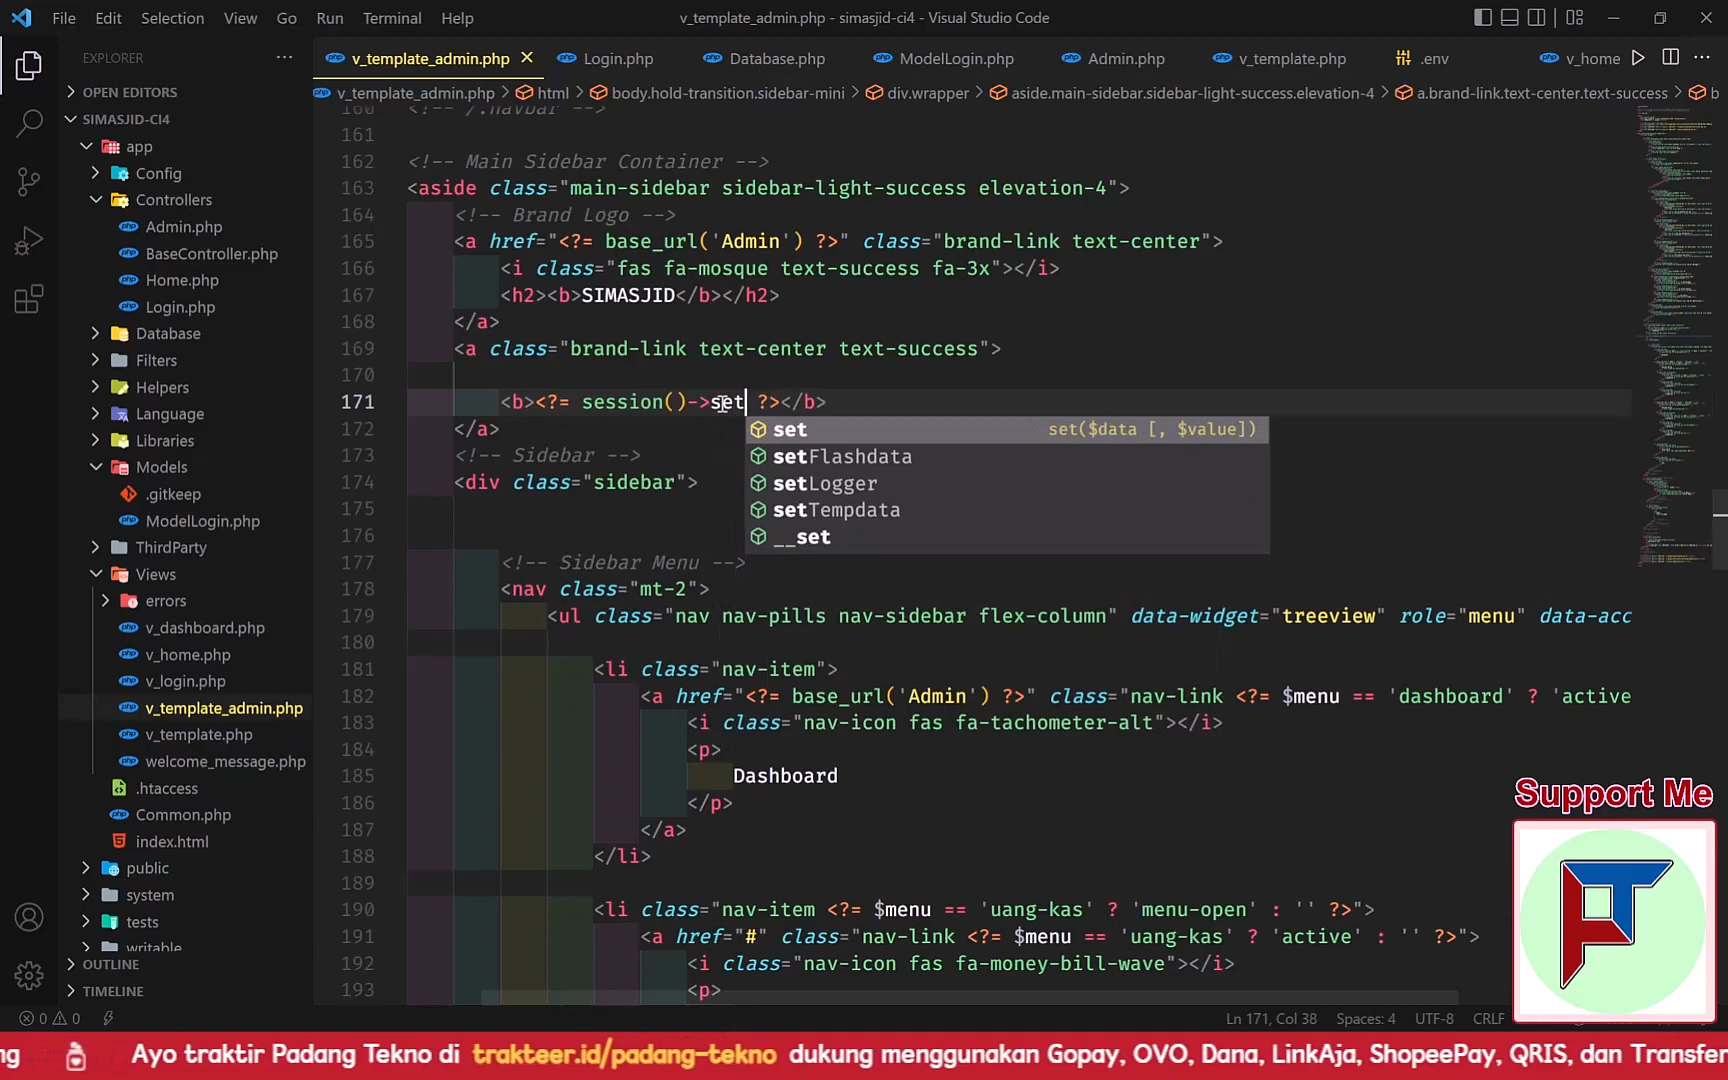 File Edit Selection View Go Run Terminal Help v_template_admin.php - simasjid-ci4 - Visual Studio Code
EXPLORER
v_template_admin.php Login.php Database.php ModelLogin.php Admin.php v_template.php .env v_home
v_template_admin.php > html > body.hold-transition.sidebar-mini > div.wrapper > aside.main-sidebar.sidebar-light-success.elevation-4 > a.brand-link.text-center.text-success > b
OPEN EDITORS
SIMASJID-CI4
app
Config
Controllers
Admin.php
BaseController.php
Home.php
Login.php
Database
Filters
Helpers
Language
Libraries
Models
.gitkeep
ModelLogin.php
ThirdParty
Views
errors
v_dashboard.php
v_home.php
v_login.php
v_template_admin.php
v_template.php
welcome_message.php
.htaccess
Common.php
index.html
public
system
tests
writable
OUTLINE
TIMELINE
160 <!-- /.navbar -->
161
162 <!-- Main Sidebar Container -->
163 <aside class="main-sidebar sidebar-light-success elevation-4">
164 <!-- Brand Logo -->
165 <a href="<?= base_url('Admin') ?>" class="brand-link text-center">
166 <i class="fas fa-mosque text-success fa-3x"></i>
167 <h2><b>SIMASJID</b></h2>
168 </a>
169 <a class="brand-link text-center text-success">
170
171 <b><?= session()->set ?></b>
set set($data [, $value])
setFlashdata
setLogger
setTempdata
__set
172 </a>
173 <!-- Sidebar -->
174 <div class="sidebar">
175
176
177 <!-- Sidebar Menu -->
178 <nav class="mt-2">
179 <ul class="nav nav-pills nav-sidebar flex-column" data-widget="treeview" role="menu" data-acc
180
181 <li class="nav-item">
182 <a href="<?= base_url('Admin') ?>" class="nav-link <?= $menu == 'dashboard' ? 'active
183 <i class="nav-icon fas fa-tachometer-alt"></i>
184 <p>
185 Dashboard
186 </p>
187 </a>
188 </li>
189
190 <li class="nav-item <?= $menu == 'uang-kas' ? 'menu-open' : '' ?>">
191 <a href="#" class="nav-link <?= $menu == 'uang-kas' ? 'active' : '' ?>">
192 <i class="nav-icon fas fa-money-bill-wave"></i>
193 <p>
Support Me
0 0 Ln 171, Col 38 Spaces: 4 UTF-8 CRLF
ng Ayo traktir Padang Tekno di trakteer.id/padang-tekno dukung menggunakan Gopay, OVO, Dana, LinkAja, ShopeePay, QRIS, dan Transfer